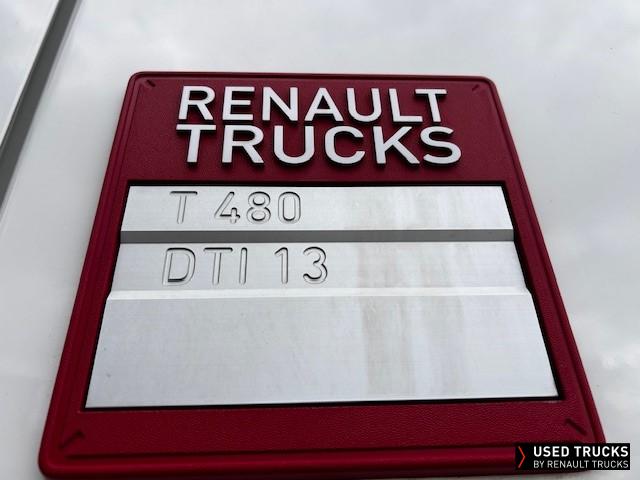 RENAULT
TRUCKS
T 480
DTI 13
USED TRUCKS
BY RENAULT TRUCKS